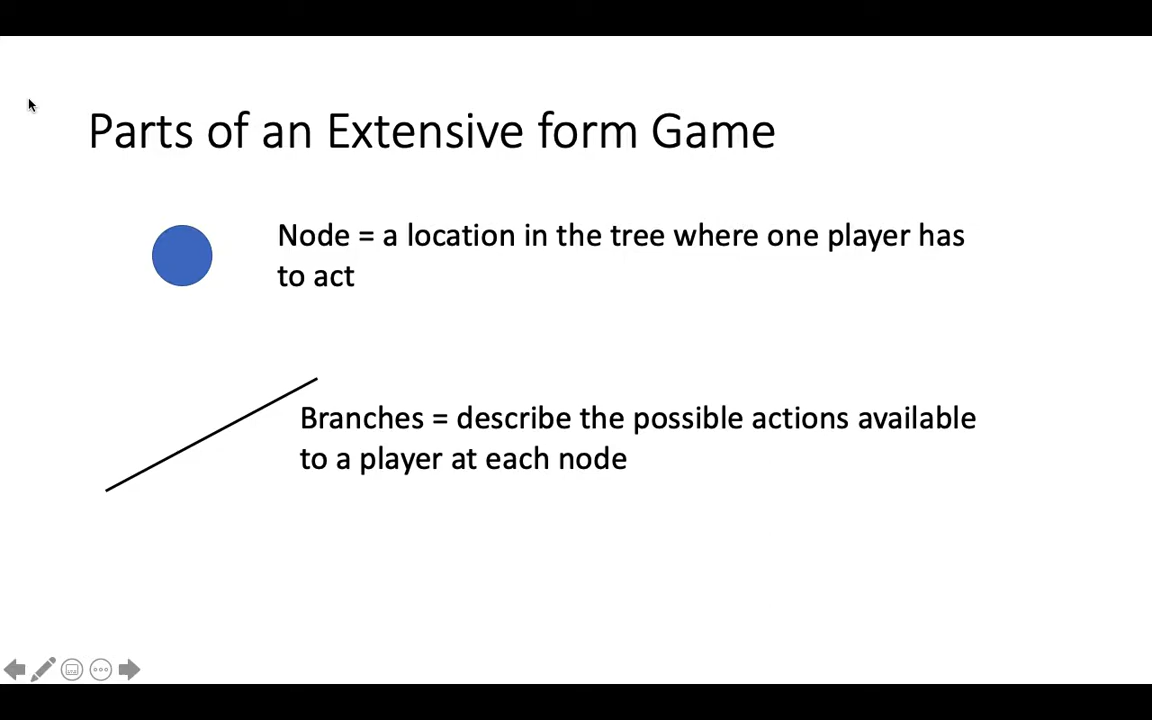 Parts of an Extensive form Game
Node = a location in the tree where one player has
to act
Branches = describe the possible actions available
to a player at each node